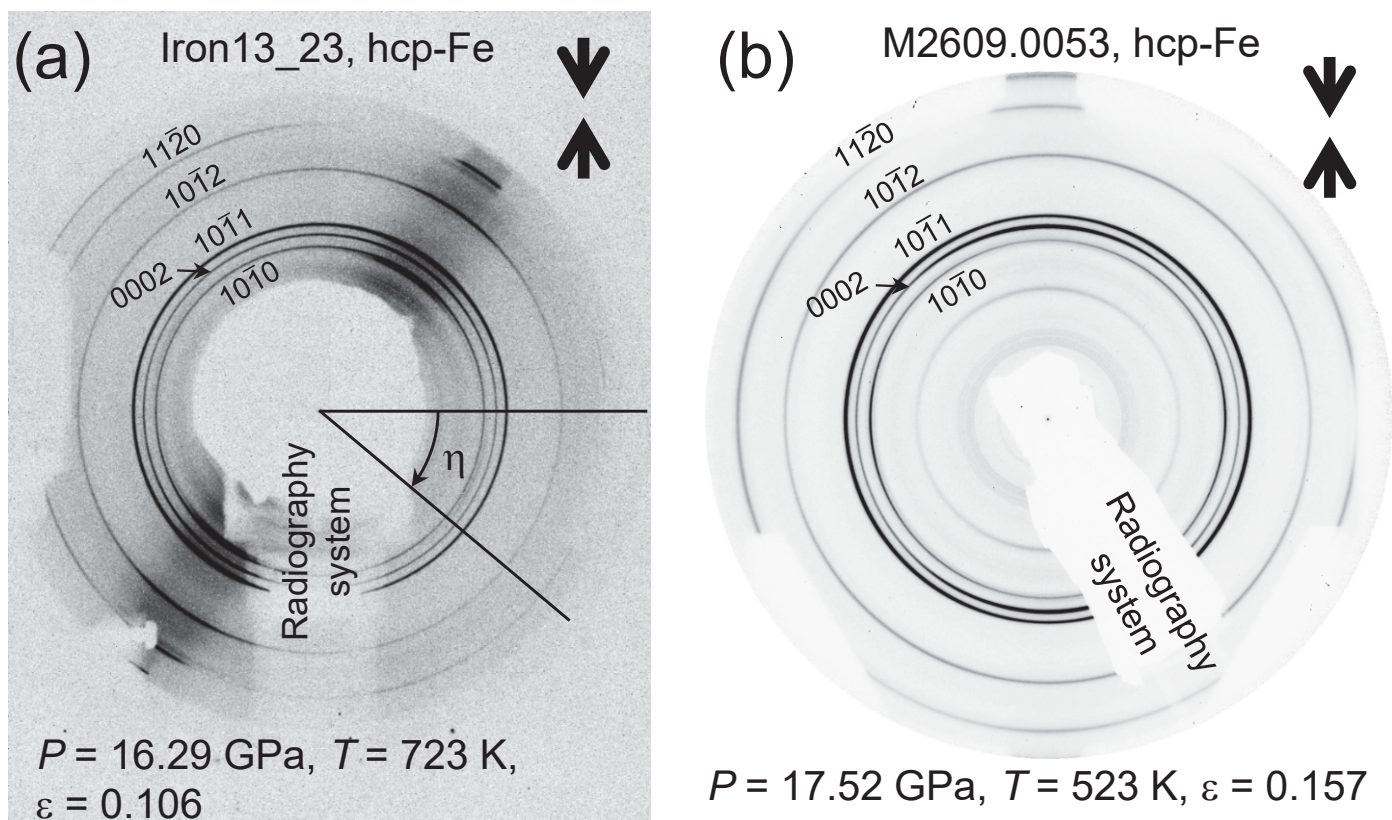 (a) Iron13_23, hcp-Fe
112̅0
101̅2
101̅1
0002
101̅0
η
Radiography
system
P = 16.29 GPa, T = 723 K,
ε = 0.106
(b) M2609.0053, hcp-Fe
112̅0
101̅2
101̅1
0002
101̅0
Radiography
system
P = 17.52 GPa, T = 523 K, ε = 0.157